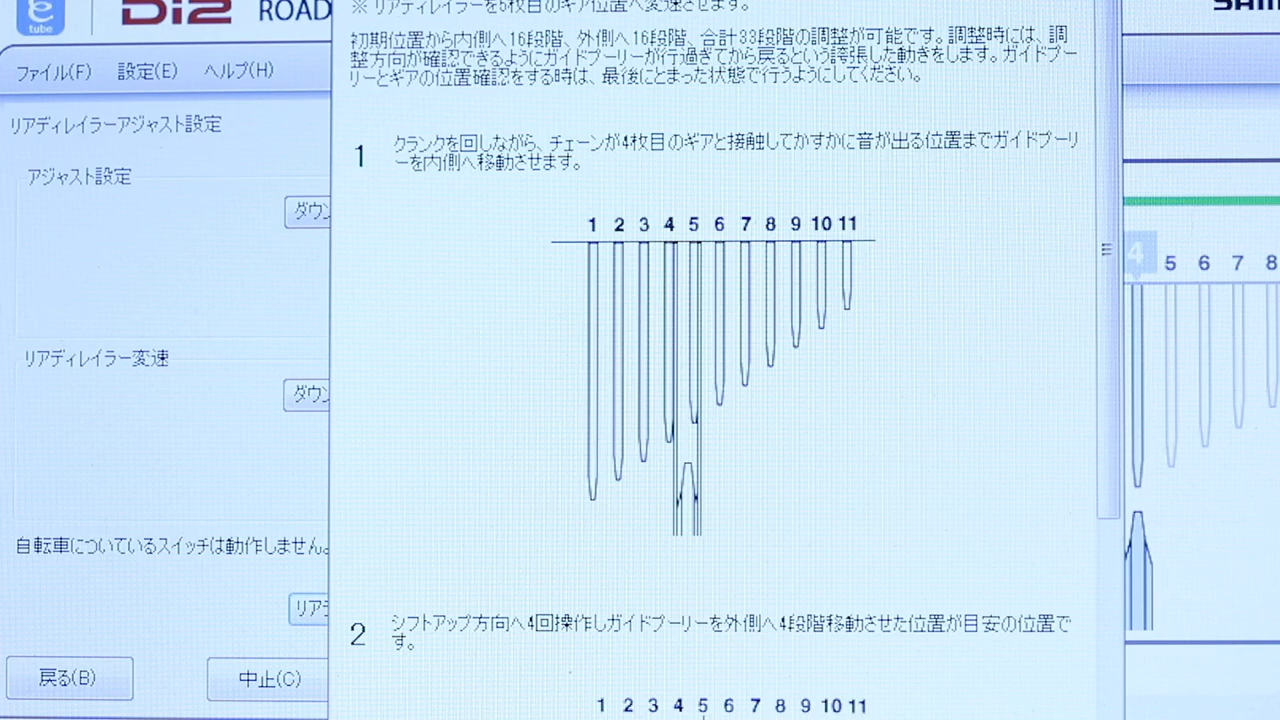 e
tube
Di2 ROAD
ファイル(F) 設定(E) ヘルプ(H)
リアディレイラーアジャスト設定
アジャスト設定
ダウン
リアディレイラー変速
ダウン
自転車についているスイッチは動作しません。
リアデ
戻る(B) 中止(C)
※ リアディレイラーを5枚目のギア位置へ変速させます。
初期位置から内側へ16段階、外側へ16段階、合計33段階の調整が可能です。調整時には、調
整方向が確認できるようにガイドプーリーが行過ぎてから戻るという誇張した動きをします。ガイドプー
リーとギアの位置確認をする時は、最後にとまった状態で行うようにしてください。
1 クランクを回しながら、チェーンが4枚目のギアと接触してかすかに音が出る位置までガイドプーリ
ーを内側へ移動させます。
1 2 3 4 5 6 7 8 9 10 11
2 シフトアップ方向へ4回操作しガイドプーリーを外側へ4段階移動させた位置が目安の位置で
す。
1 2 3 4 5 6 7 8 9 10 11
4 5 6 7 8